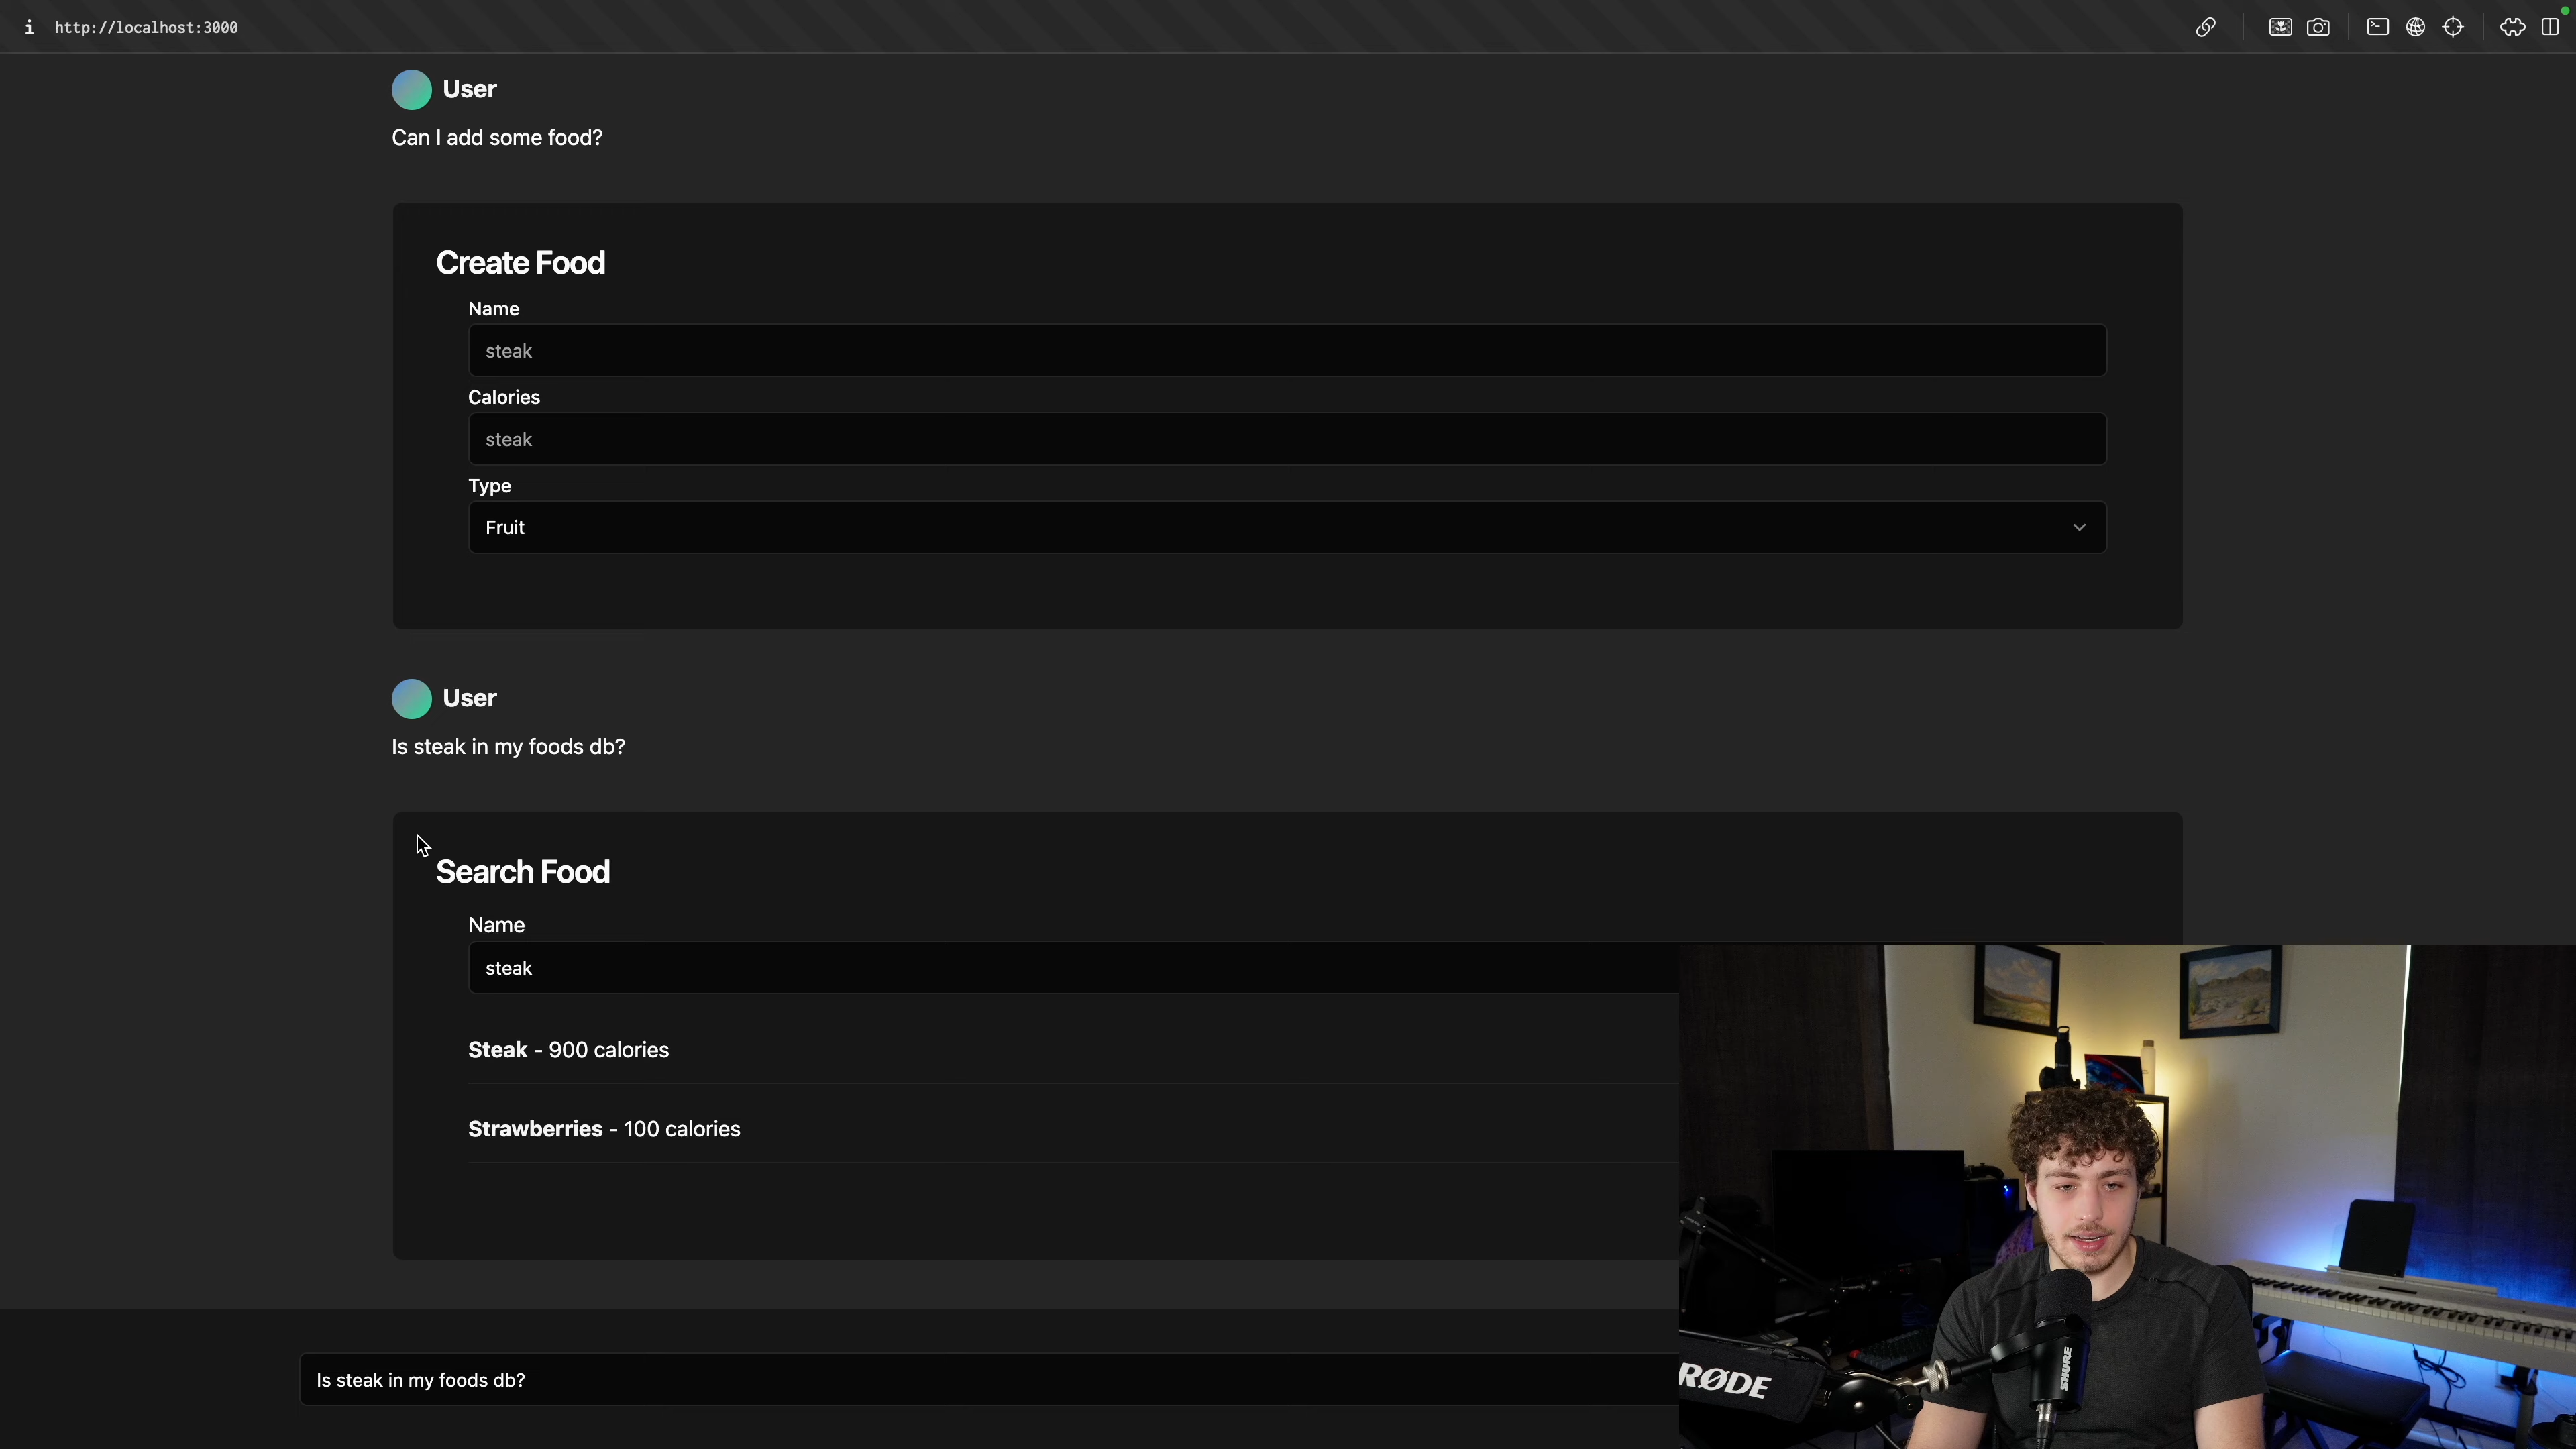 i http://localhost:3000
User
Can I add some food?
Create Food
Name
steak
Calories
steak
Type
Fruit
User
Is steak in my foods db?
Search Food
Name
steak
Steak - 900 calories
Strawberries - 100 calories
Is steak in my foods db?
RØDE
SHURE